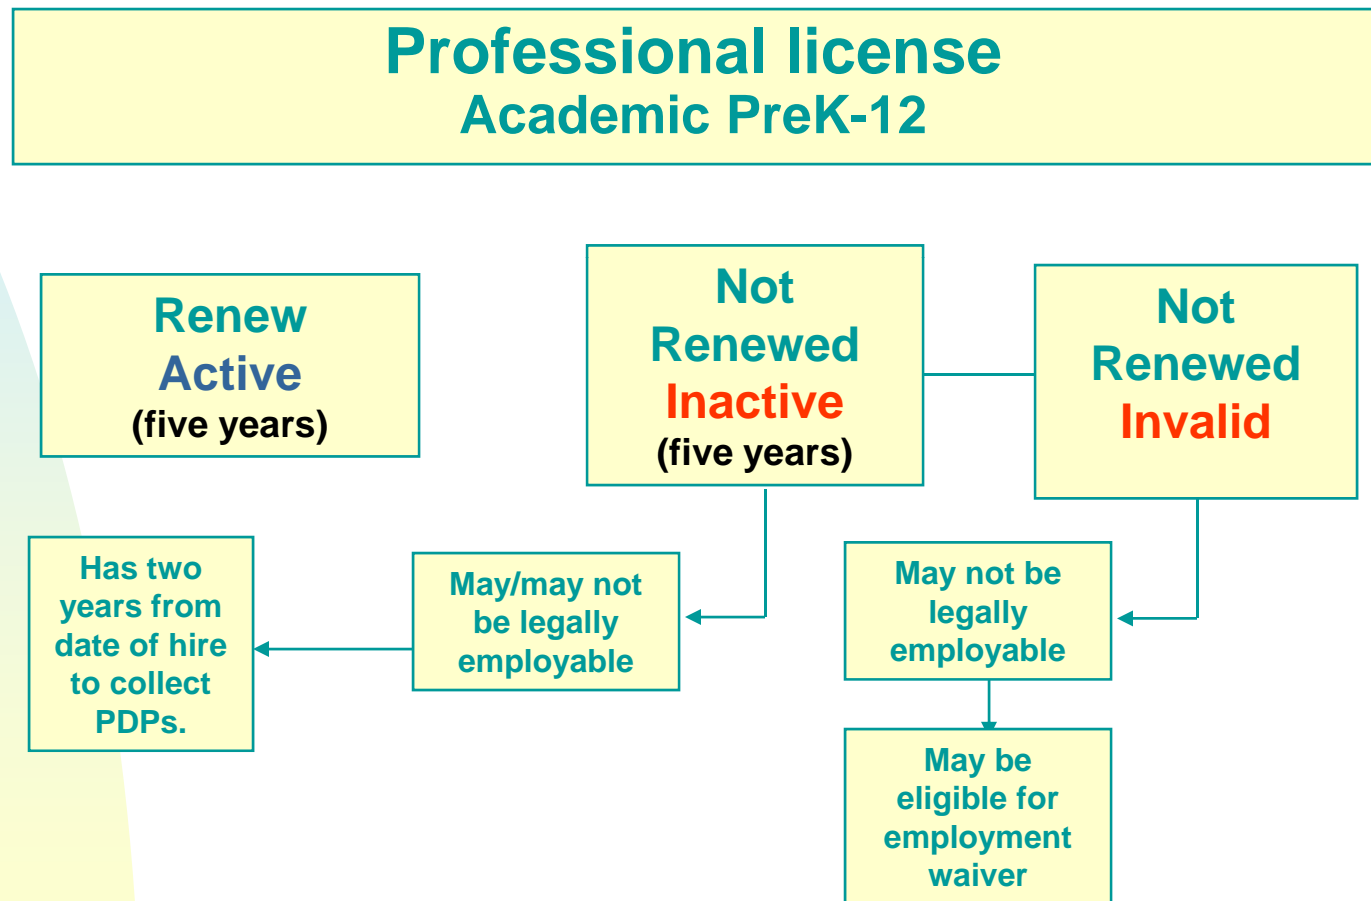 Professional license
Academic PreK-12
Renew
Active
(five years)
Not
Renewed
Inactive
(five years)
Not
Renewed
Invalid
Has two
years from
date of hire
to collect
PDPs.
May/may not
be legally
employable
May not be
legally
employable
May be
eligible for
employment
waiver